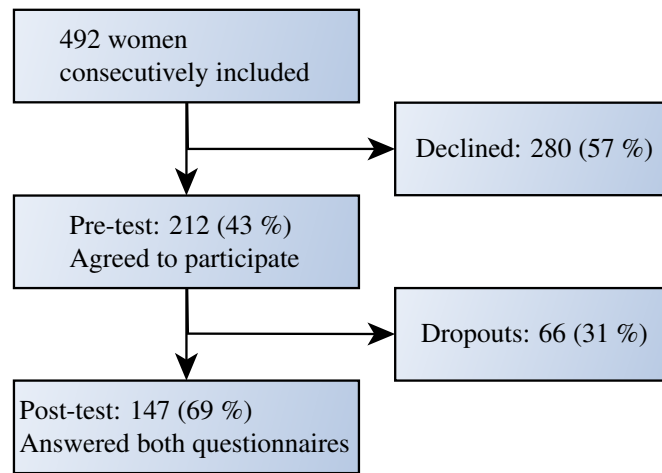 492 women
consecutively included
Declined: 280 (57 %)
Pre-test: 212 (43 %)
Agreed to participate
Dropouts: 66 (31 %)
Post-test: 147 (69 %)
Answered both questionnaires